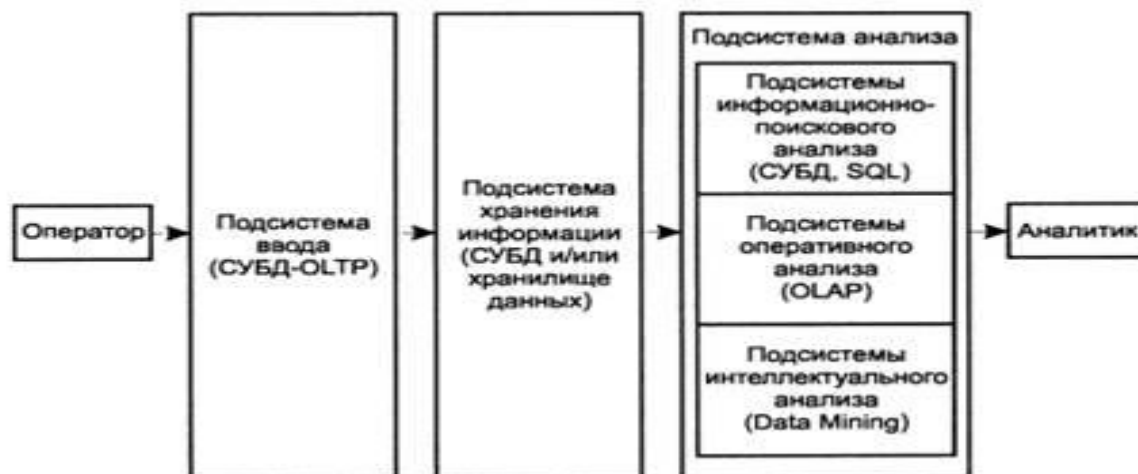 Оператор
Подсистема
ввода
(СУБД-OLTP)
Подсистема
хранения
информации
(СУБД и/или
хранилище
данных)
Подсистема анализа
Подсистемы
информационно-
поискового
анализа
(СУБД, SQL)
Подсистемы
оперативного
анализа
(OLAP)
Подсистемы
интеллектуального
анализа
(Data Mining)
Аналитик